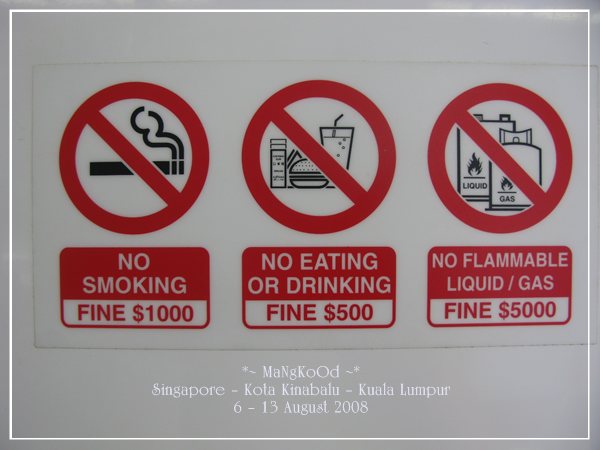 LIQUID
GAS
NO
SMOKING
FINE $1000
NO EATING
OR DRINKING
FINE $500
NO FLAMMABLE
LIQUID / GAS
FINE $5000
*~ MaNgKoOd ~*
Singapore - Kota Kinabalu - Kuala Lumpur
6 - 13 August 2008